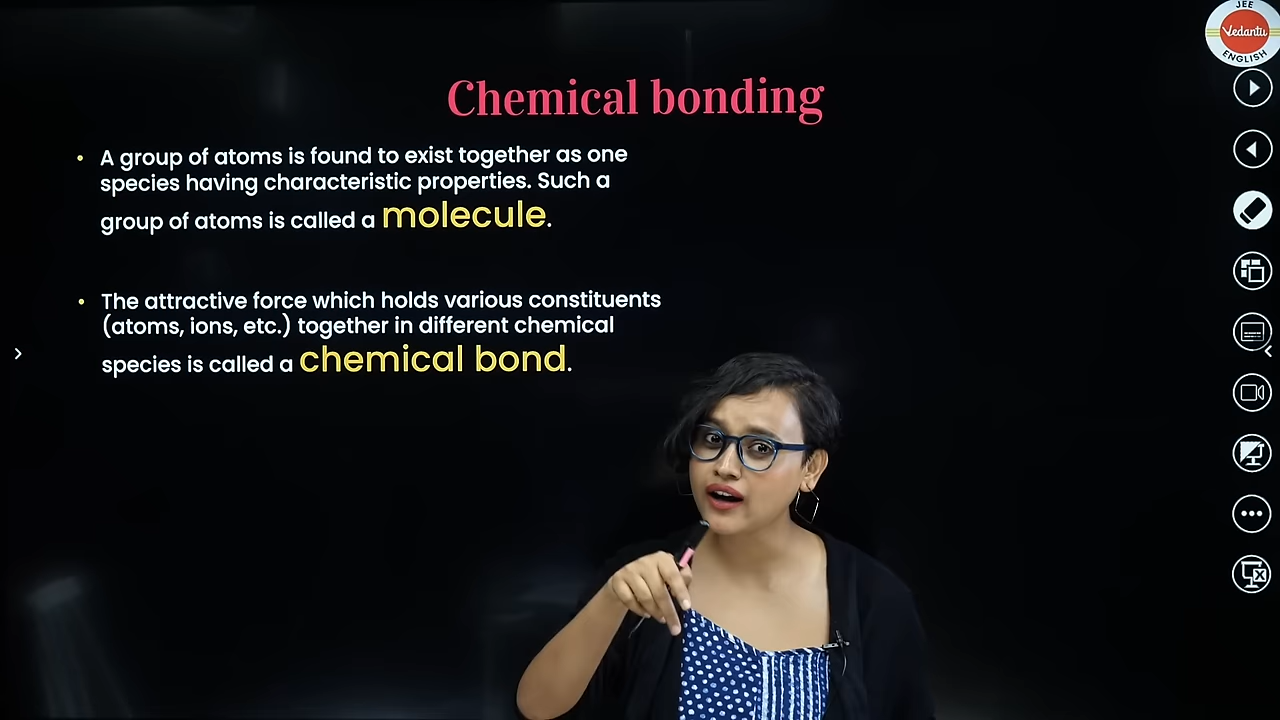 JEE
Vedantu
ENGLISH
Chemical bonding
• A group of atoms is found to exist together as one
species having characteristic properties. Such a
group of atoms is called a molecule.
• The attractive force which holds various constituents
(atoms, ions, etc.) together in different chemical
species is called a chemical bond.